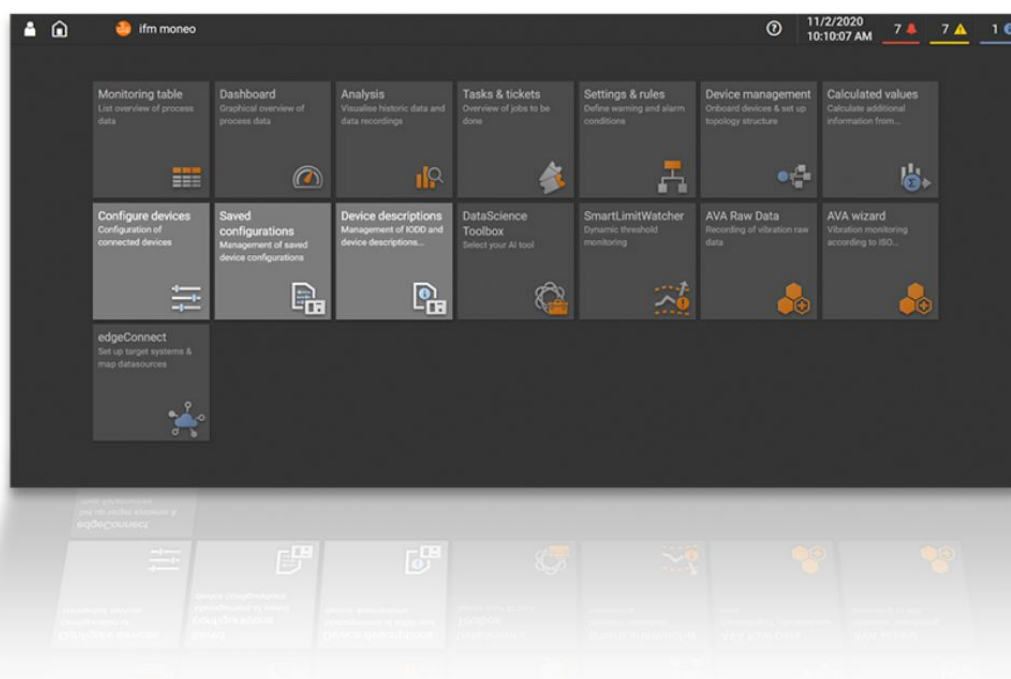 ifm moneo
11/2/2020
10:10:07 AM
7
7
1
Monitoring table
List overview of process
data
Dashboard
Graphical overview of
process data
Analysis
Visualise historic data and
data recordings
Tasks & tickets
Overview of jobs to be
done
Settings & rules
Define warning and alarm
conditions
Device management
Onboard devices & set up
topology structure
Calculated values
Calculate additional
information from...
Configure devices
Configuration of
connected devices
Saved
configurations
Management of saved
device configurations
Device descriptions
Management of IODD and
device descriptions...
DataScience
Toolbox
Select your AI tool
SmartLimitWatcher
Dynamic threshold
monitoring
AVA Raw Data
Recording of vibration raw
data
AVA wizard
Vibration monitoring
according to ISO...
edgeConnect
Set up target systems &
map datasources